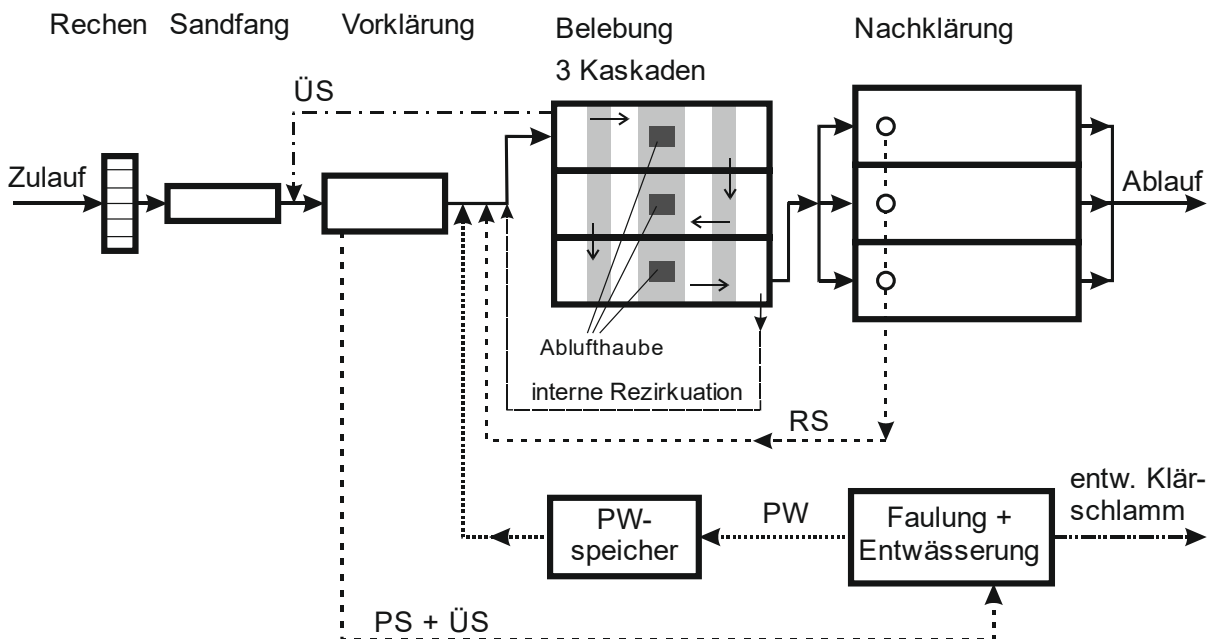 Rechen
Sandfang
Vorklärung
Belebung
3 Kaskaden
Nachklärung
ÜS
Zulauf
Ablauf
Ablufthaube
interne Rezirkuation
RS
PW-
speicher
PW
Faulung +
Entwässerung
entw. Klär-
schlamm
PS + ÜS